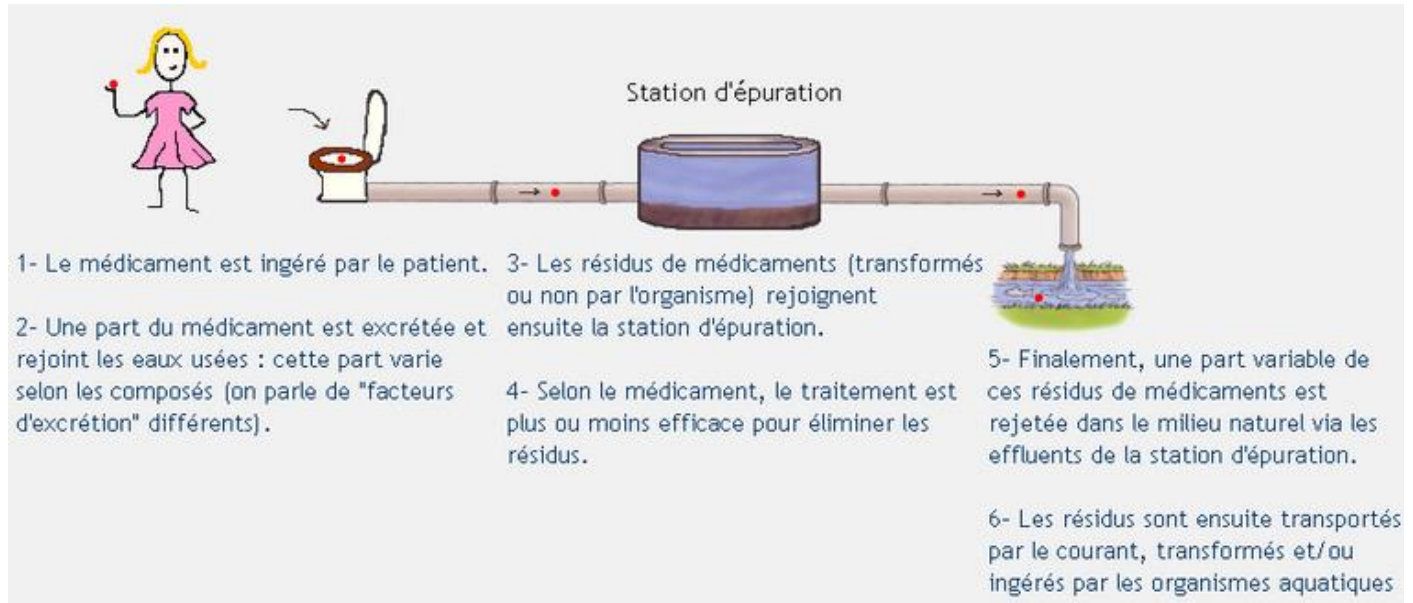 Station d'épuration
1- Le médicament est ingéré par le patient.
2- Une part du médicament est excrétée et
rejoint les eaux usées : cette part varie
selon les composés (on parle de "facteurs
d'excrétion" différents).
3- Les résidus de médicaments (transformés
ou non par l'organisme) rejoignent
ensuite la station d'épuration.
4- Selon le médicament, le traitement est
plus ou moins efficace pour éliminer les
résidus.
5- Finalement, une part variable de
ces résidus de médicaments est
rejetée dans le milieu naturel via les
effluents de la station d'épuration.
6- Les résidus sont ensuite transportés
par le courant, transformés et/ou
ingérés par les organismes aquatiques